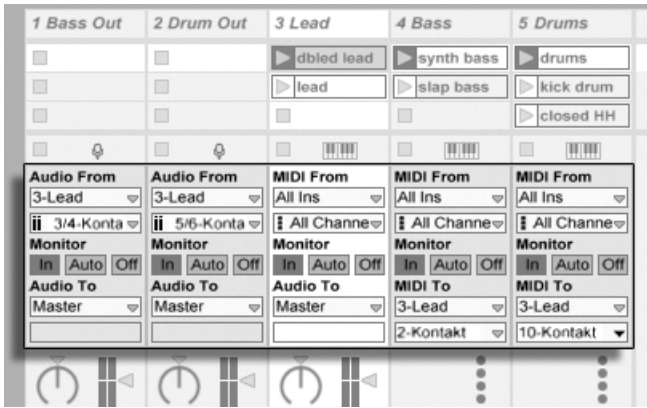 1 Bass Out 2 Drum Out 3 Lead 4 Bass 5 Drums
dbled lead synth bass drums
lead slap bass kick drum
closed HH
Audio From Audio From MIDI From MIDI From MIDI From
3-Lead 3-Lead All Ins All Ins All Ins
3/4-Konta 5/6-Konta All Channe All Channe All Channe
Monitor Monitor Monitor Monitor Monitor
In Auto Off In Auto Off In Auto Off In Auto Off In Auto Off
Audio To Audio To Audio To MIDI To MIDI To
Master Master Master 3-Lead 3-Lead
2-Kontakt 10-Kontakt